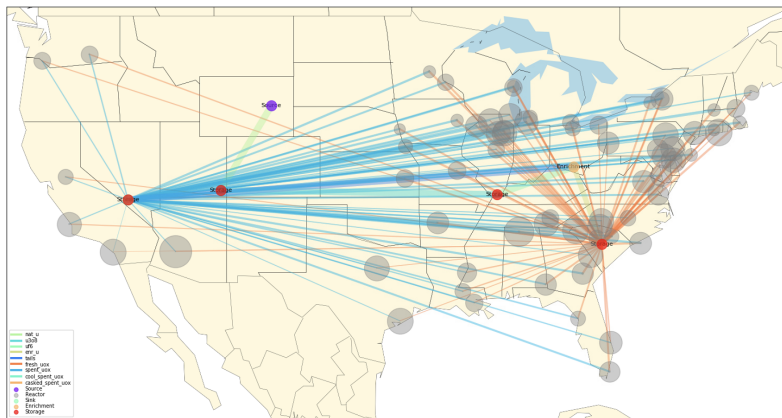 Source
Enrichment
Storage
Storage
Storage
Storage
nat_u
u3o8
uf6
enr_u
tails
fresh_uox
spent_uox
cool_spent_uox
casked_spent_uox
Source
Reactor
Sink
Enrichment
Storage